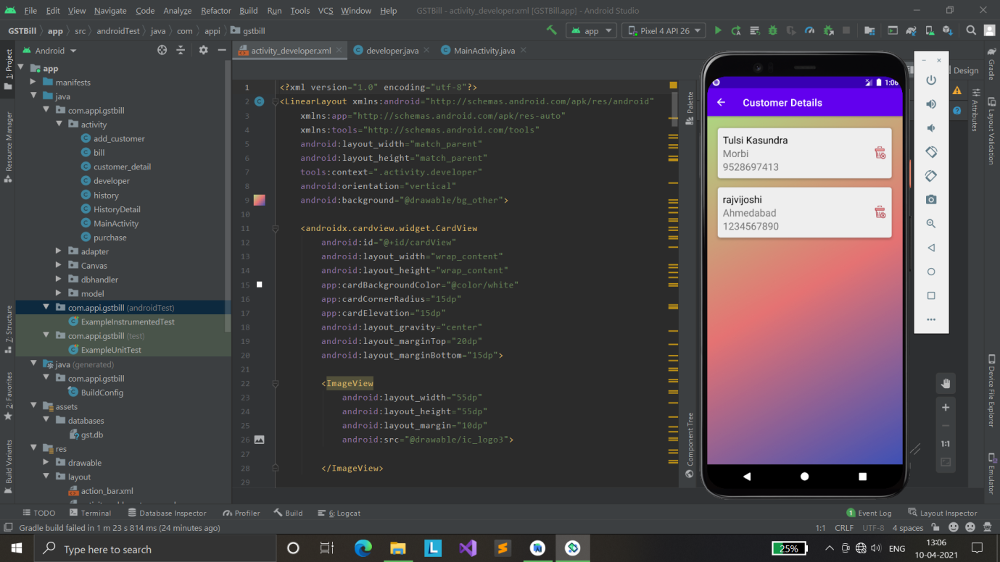 File Edit View Navigate Code Analyze Refactor Build Run Tools VCS Window Help GSTBill - activity_developer.xml [GSTBill.app] - Android Studio
GSTBill app src androidTest java com appi gstbill app Pixel 4 API 26
1: Project
Resource Manager
Z: Structure
2: Favorites
Build Variants
Android
app
manifests
java
com.appi.gstbill
activity
add_customer
bill
customer_detail
developer
history
HistoryDetail
MainActivity
purchase
adapter
Canvas
dbhandler
model
com.appi.gstbill (androidTest)
ExampleInstrumentedTest
com.appi.gstbill (test)
ExampleUnitTest
java (generated)
com.appi.gstbill
BuildConfig
assets
databases
gst.db
res
drawable
layout
action_bar.xml
activity_developer.xml developer.java MainActivity.java
1 <?xml version="1.0" encoding="utf-8"?>
2 <LinearLayout xmlns:android="http://schemas.android.com/apk/res/android"
3 xmlns:app="http://schemas.android.com/apk/res-auto"
4 xmlns:tools="http://schemas.android.com/tools"
5 android:layout_width="match_parent"
6 android:layout_height="match_parent"
7 tools:context=".activity.developer"
8 android:orientation="vertical"
9 android:background="@drawable/bg_other">
10
11 <androidx.cardview.widget.CardView
12 android:id="@+id/cardView"
13 android:layout_width="wrap_content"
14 android:layout_height="wrap_content"
15 app:cardBackgroundColor="@color/white"
16 app:cardCornerRadius="15dp"
17 app:cardElevation="15dp"
18 android:layout_gravity="center"
19 android:layout_marginTop="20dp"
20 android:layout_marginBottom="15dp">
21
22 <ImageView
23 android:layout_width="55dp"
24 android:layout_height="55dp"
25 android:layout_margin="10dp"
26 android:src="@drawable/ic_logo3">
27
28 </ImageView>
29
Palette
Component Tree
1:06
Customer Details
Tulsi Kasundra
Morbi
9528697413
rajvijoshi
Ahmedabad
1234567890
Design
1:1
Attributes
Gradle
Layout Validation
Device File Explorer
Emulator
TODO Terminal Database Inspector Profiler Build 6: Logcat 1 Event Log Layout Inspector
Gradle build failed in 1 m 23 s 814 ms (24 minutes ago) 1:1 CRLF UTF-8 4 spaces
Type here to search L 25% ENG 13:06
10-04-2021